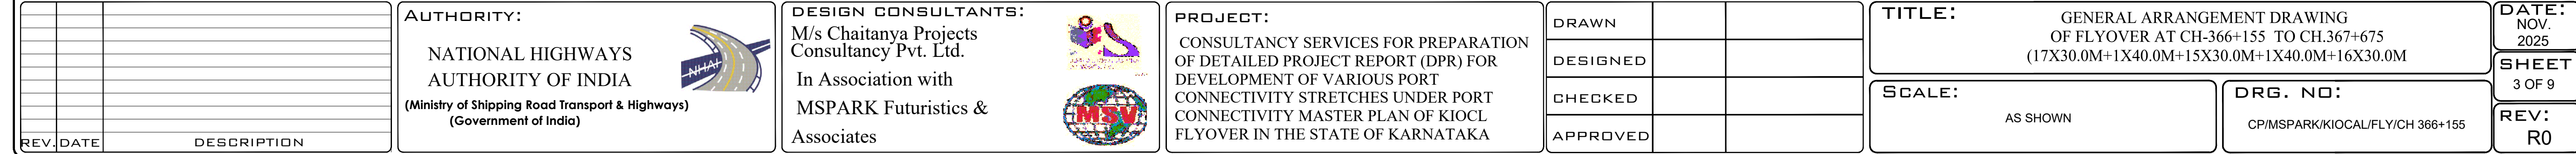 REV. DATE DESCRIPTION
AUTHORITY:
NATIONAL HIGHWAYS
AUTHORITY OF INDIA
(Ministry of Shipping Road Transport & Highways)
(Government of India)
NHAI
DESIGN CONSULTANTS:
M/s Chaitanya Projects
Consultancy Pvt. Ltd.
In Association with
MSPARK Futuristics &
Associates
MSV
PROJECT:
CONSULTANCY SERVICES FOR PREPARATION
OF DETAILED PROJECT REPORT (DPR) FOR
DEVELOPMENT OF VARIOUS PORT
CONNECTIVITY STRETCHES UNDER PORT
CONNECTIVITY MASTER PLAN OF KIOCL
FLYOVER IN THE STATE OF KARNATAKA
DRAWN
DESIGNED
CHECKED
APPROVED
TITLE:
GENERAL ARRANGEMENT DRAWING
OF FLYOVER AT CH-366+155 TO CH.367+675
(17X30.0M+1X40.0M+15X30.0M+1X40.0M+16X30.0M
SCALE:
AS SHOWN
DRG. NO:
CP/MSPARK/KIOCAL/FLY/CH 366+155
DATE:
NOV.
2025
SHEET
3 OF 9
REV:
R0